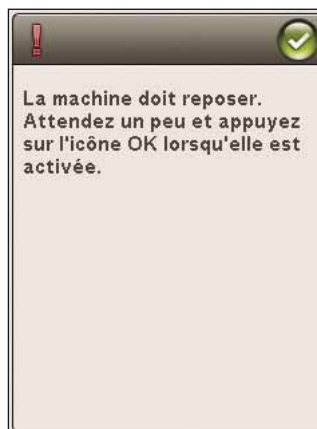 La machine doit reposer.
Attendez un peu et appuyez
sur l'icône OK lorsqu'elle est
activée.